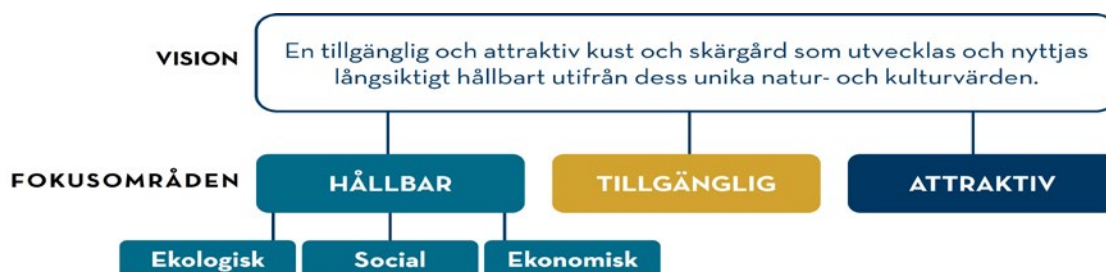 VISION
En tillgänglig och attraktiv kust och skärgård som utvecklas och nyttjas
långsiktigt hållbart utifrån dess unika natur- och kulturvärden.
FOKUSOMRÅDEN
HÅLLBAR
TILLGÄNGLIG
ATTRAKTIV
Ekologisk
Social
Ekonomisk